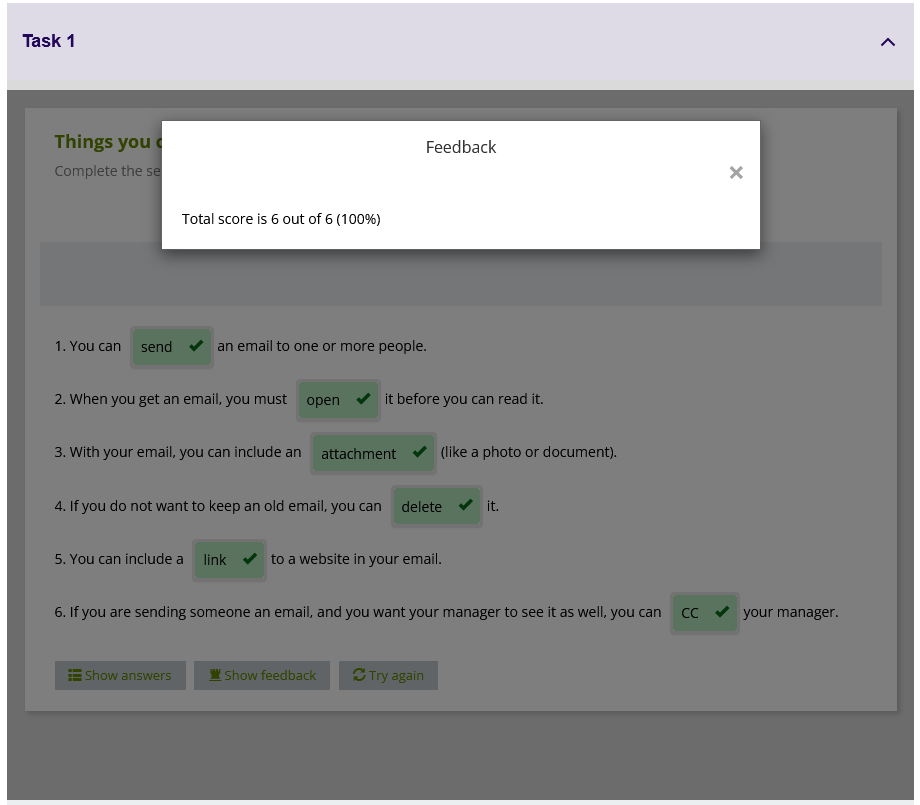 Task 1
Things you
Feedback
Complete the se
Total score is 6 out of 6 (100%)
1. You can send an email to one or more people.
2. When you get an email, you must open it before you can read it.
3. With your email, you can include an attachment (like a photo or document).
4. If you do not want to keep an old email, you can delete it.
5. You can include a link to a website in your email.
6. If you are sending someone an email, and you want your manager to see it as well, you can CC your manager.
Show answers Show feedback Try again